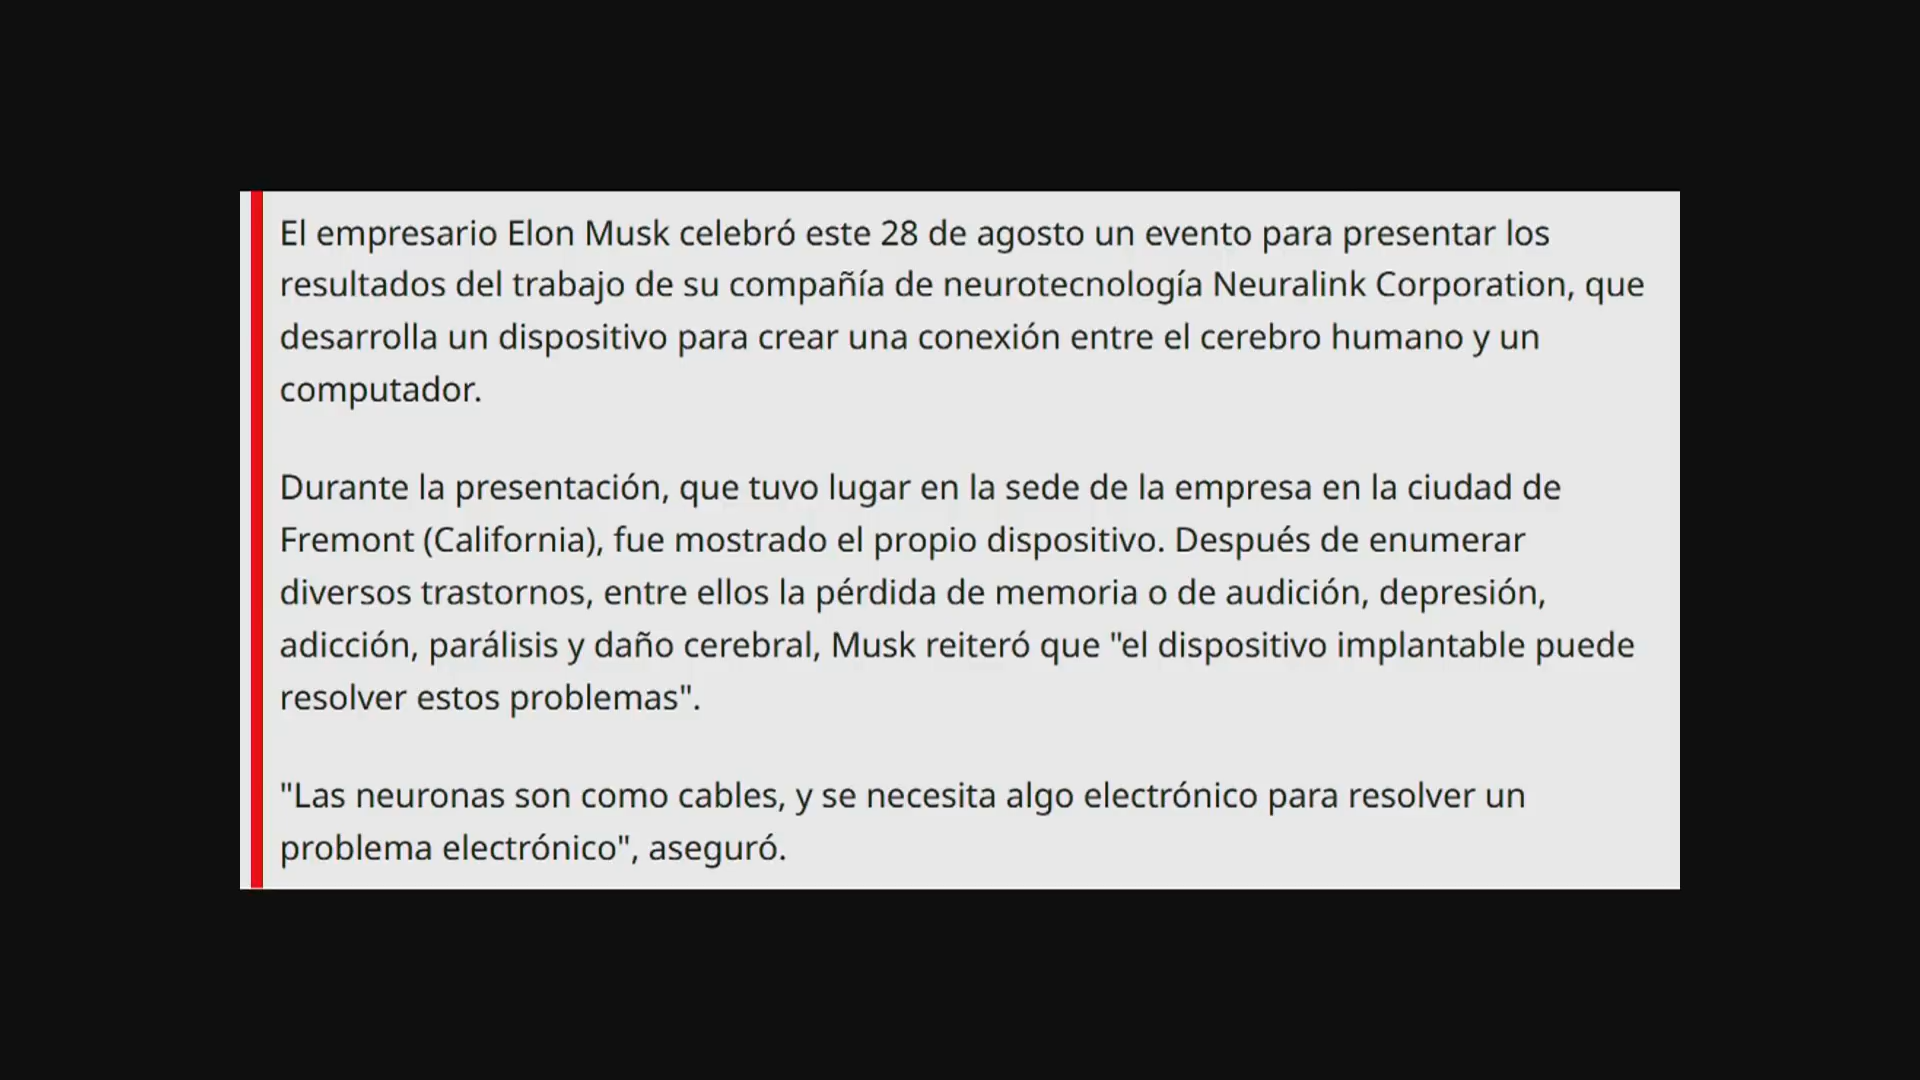 El empresario Elon Musk celebró este 28 de agosto un evento para presentar los
resultados del trabajo de su compañía de neurotecnología Neuralink Corporation, que
desarrolla un dispositivo para crear una conexión entre el cerebro humano y un
computador.
Durante la presentación, que tuvo lugar en la sede de la empresa en la ciudad de
Fremont (California), fue mostrado el propio dispositivo. Después de enumerar
diversos trastornos, entre ellos la pérdida de memoria o de audición, depresión,
adicción, parálisis y daño cerebral, Musk reiteró que "el dispositivo implantable puede
resolver estos problemas".
"Las neuronas son como cables, y se necesita algo electrónico para resolver un
problema electrónico", aseguró.